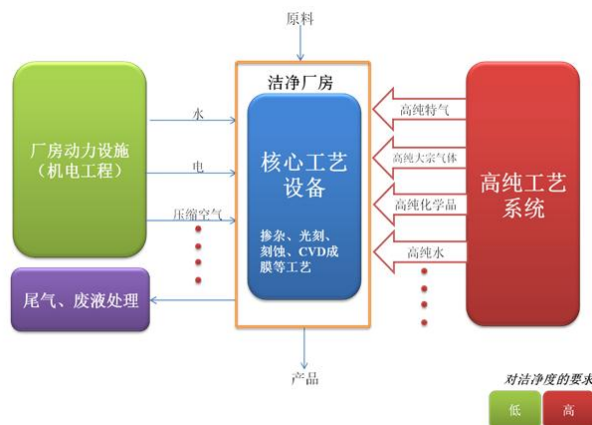 原料
洁净厂房
厂房动力设施
(机电工程)
水
电
压缩空气
核心工艺
设备
掺杂、光刻、
刻蚀、CVD成
膜等工艺
高纯特气
高纯大宗气体
高纯化学品
高纯水
高纯工艺
系统
尾气、废液处理
产品
对洁净度的要求
低
高